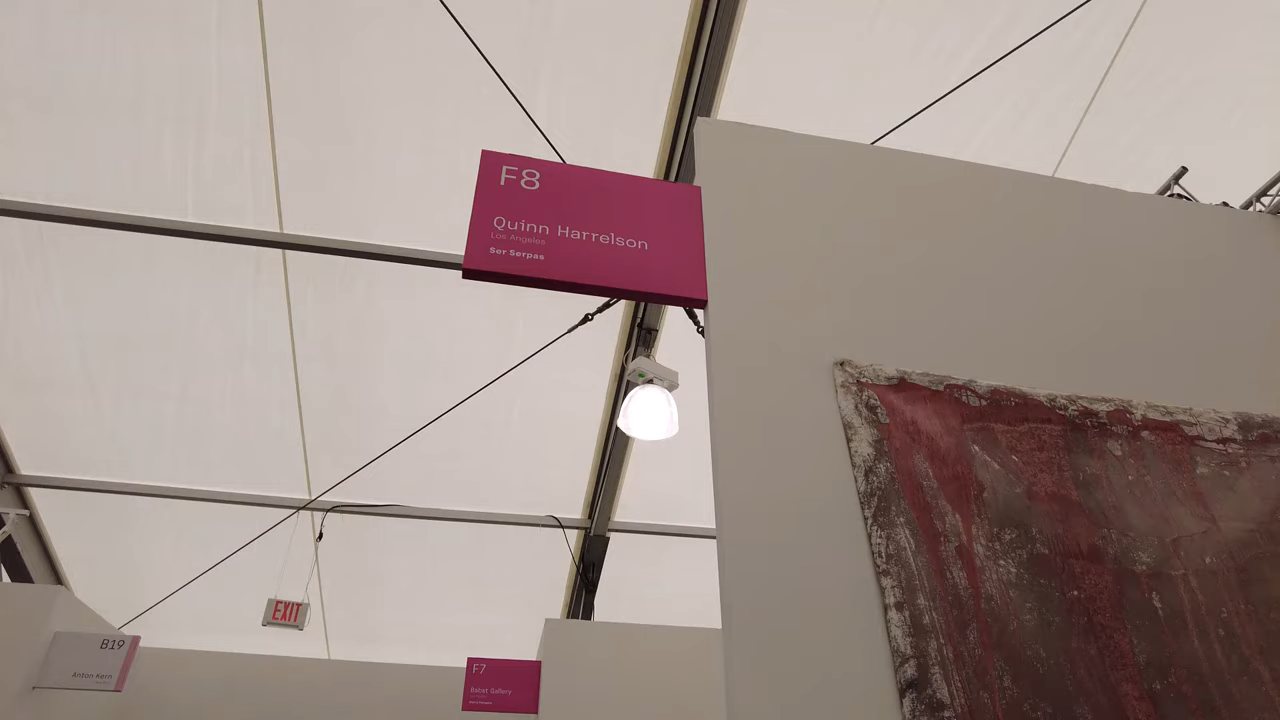 F8
Quinn Harrelson
Los Angeles
Ser Serpas
EXIT
B19
Anton Kern
F7
Babst Gallery